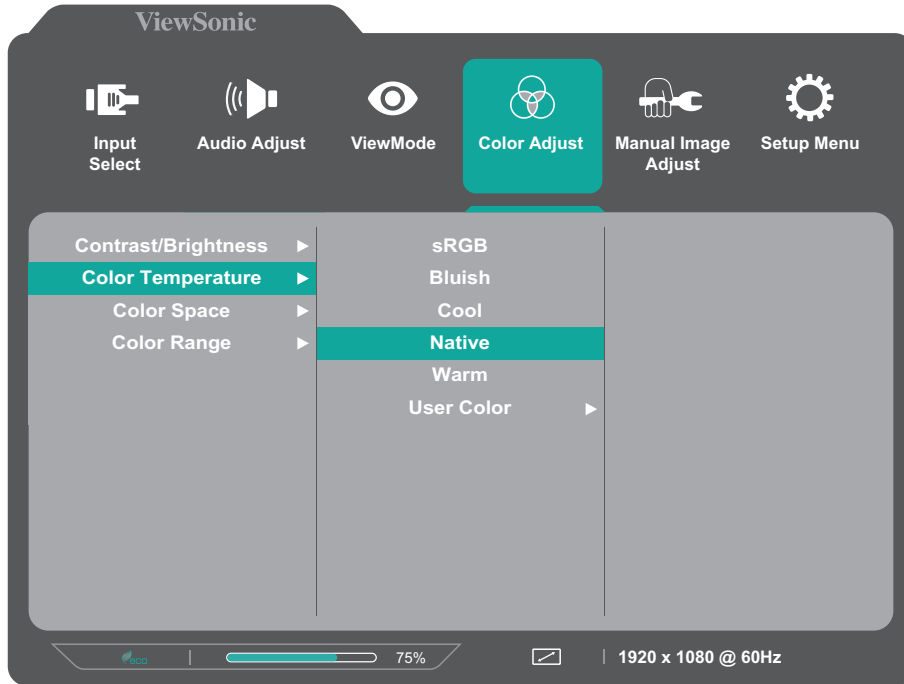 ViewSonic
Input Select
Audio Adjust
ViewMode
Color Adjust
Manual Image Adjust
Setup Menu
Contrast/Brightness
Color Temperature
Color Space
Color Range
sRGB
Bluish
Cool
Native
Warm
User Color
eco
75%
1920 x 1080 @ 60Hz